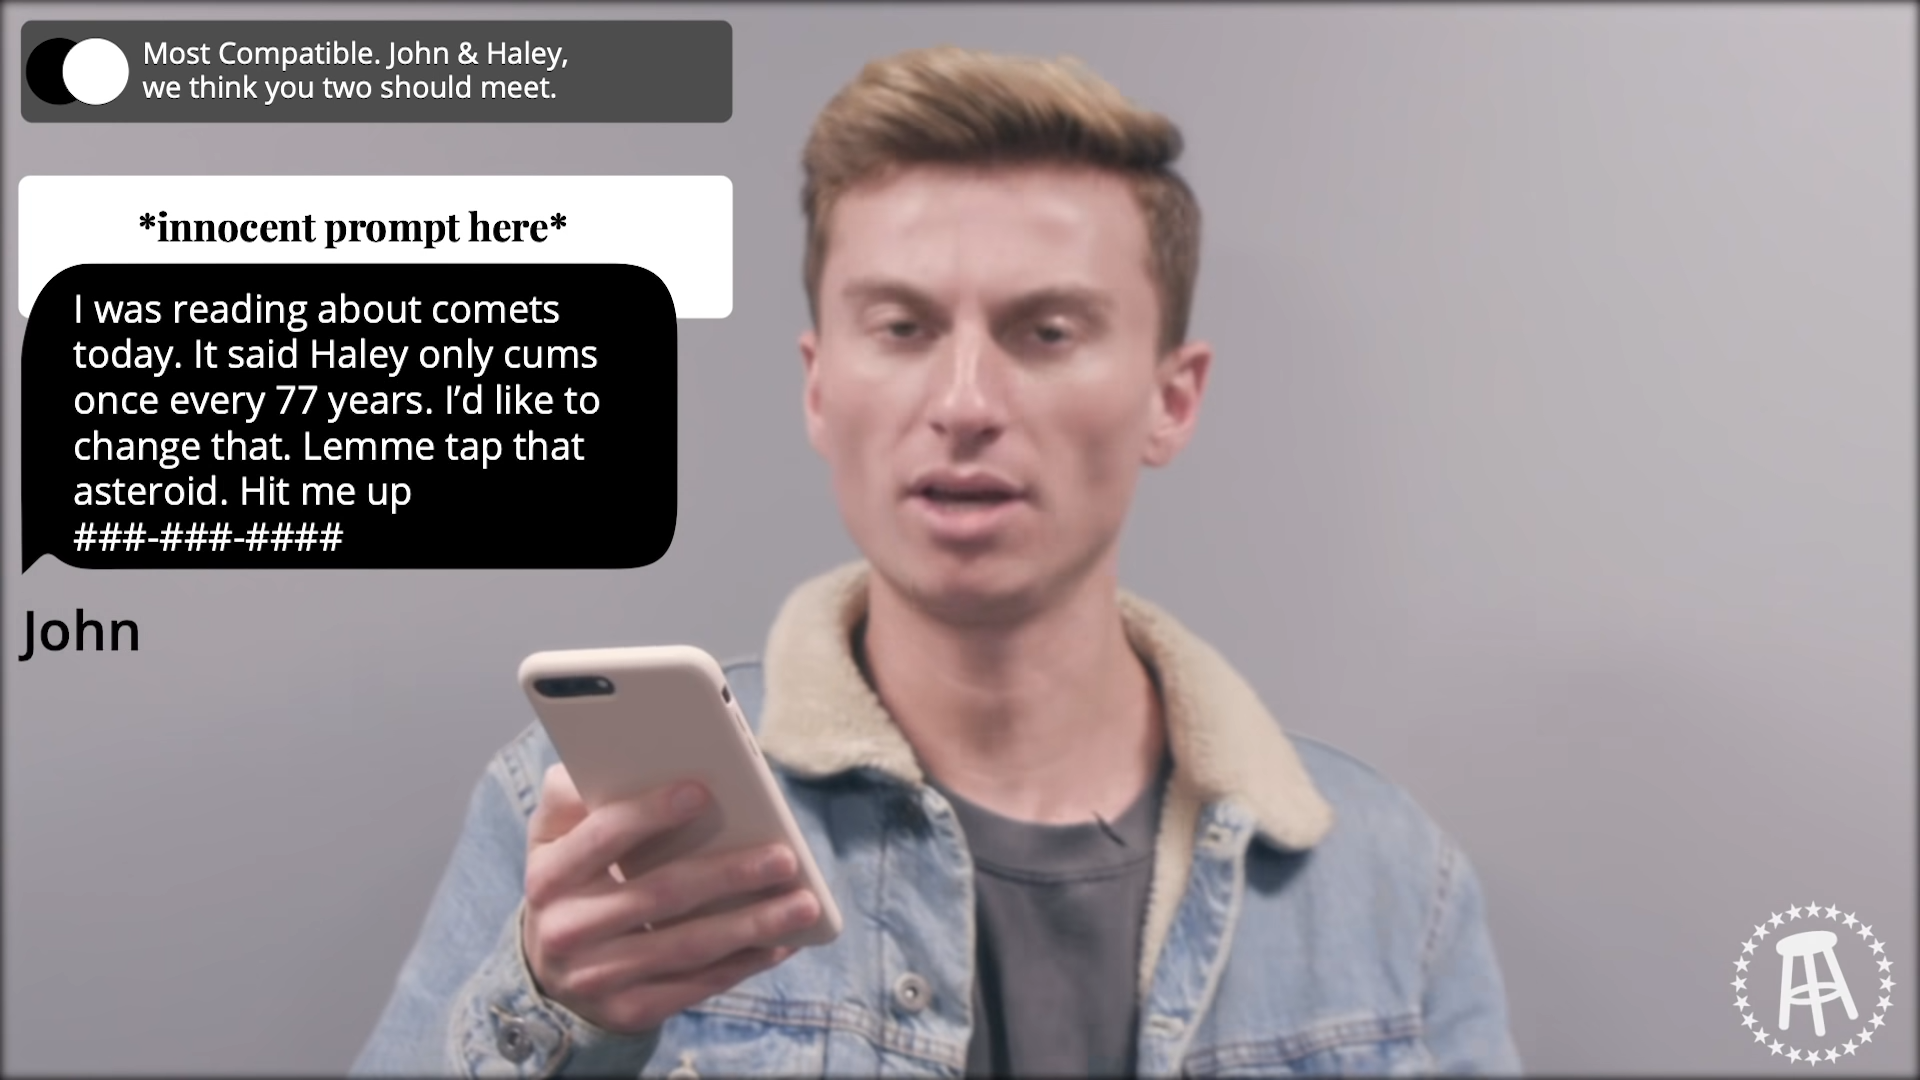 Most Compatible. John & Haley,
we think you two should meet.
*innocent prompt here*
I was reading about comets
today. It said Haley only cums
once every 77 years. I’d like to
change that. Lemme tap that
asteroid. Hit me up
###-###-####
John